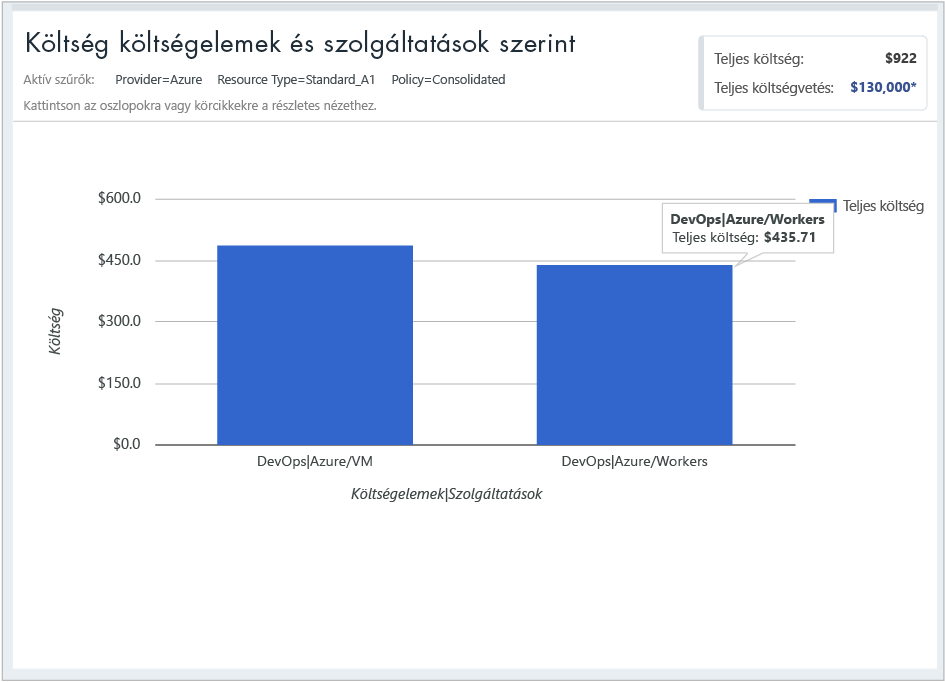 Költség költségelemek és szolgáltatások szerint
Aktív szűrők: Provider=Azure Resource Type=Standard_A1 Policy=Consolidated
Kattintson az oszlopokra vagy körcikkekre a részletes nézethez.
Teljes költség: $922
Teljes költségvetés: $130,000*
$600.0
$450.0
$300.0
$150.0
$0.0
Költség
DevOps|Azure/Workers
Teljes költség: $435.71
Teljes költség
DevOps|Azure/VM
DevOps|Azure/Workers
Költségelemek|Szolgáltatások